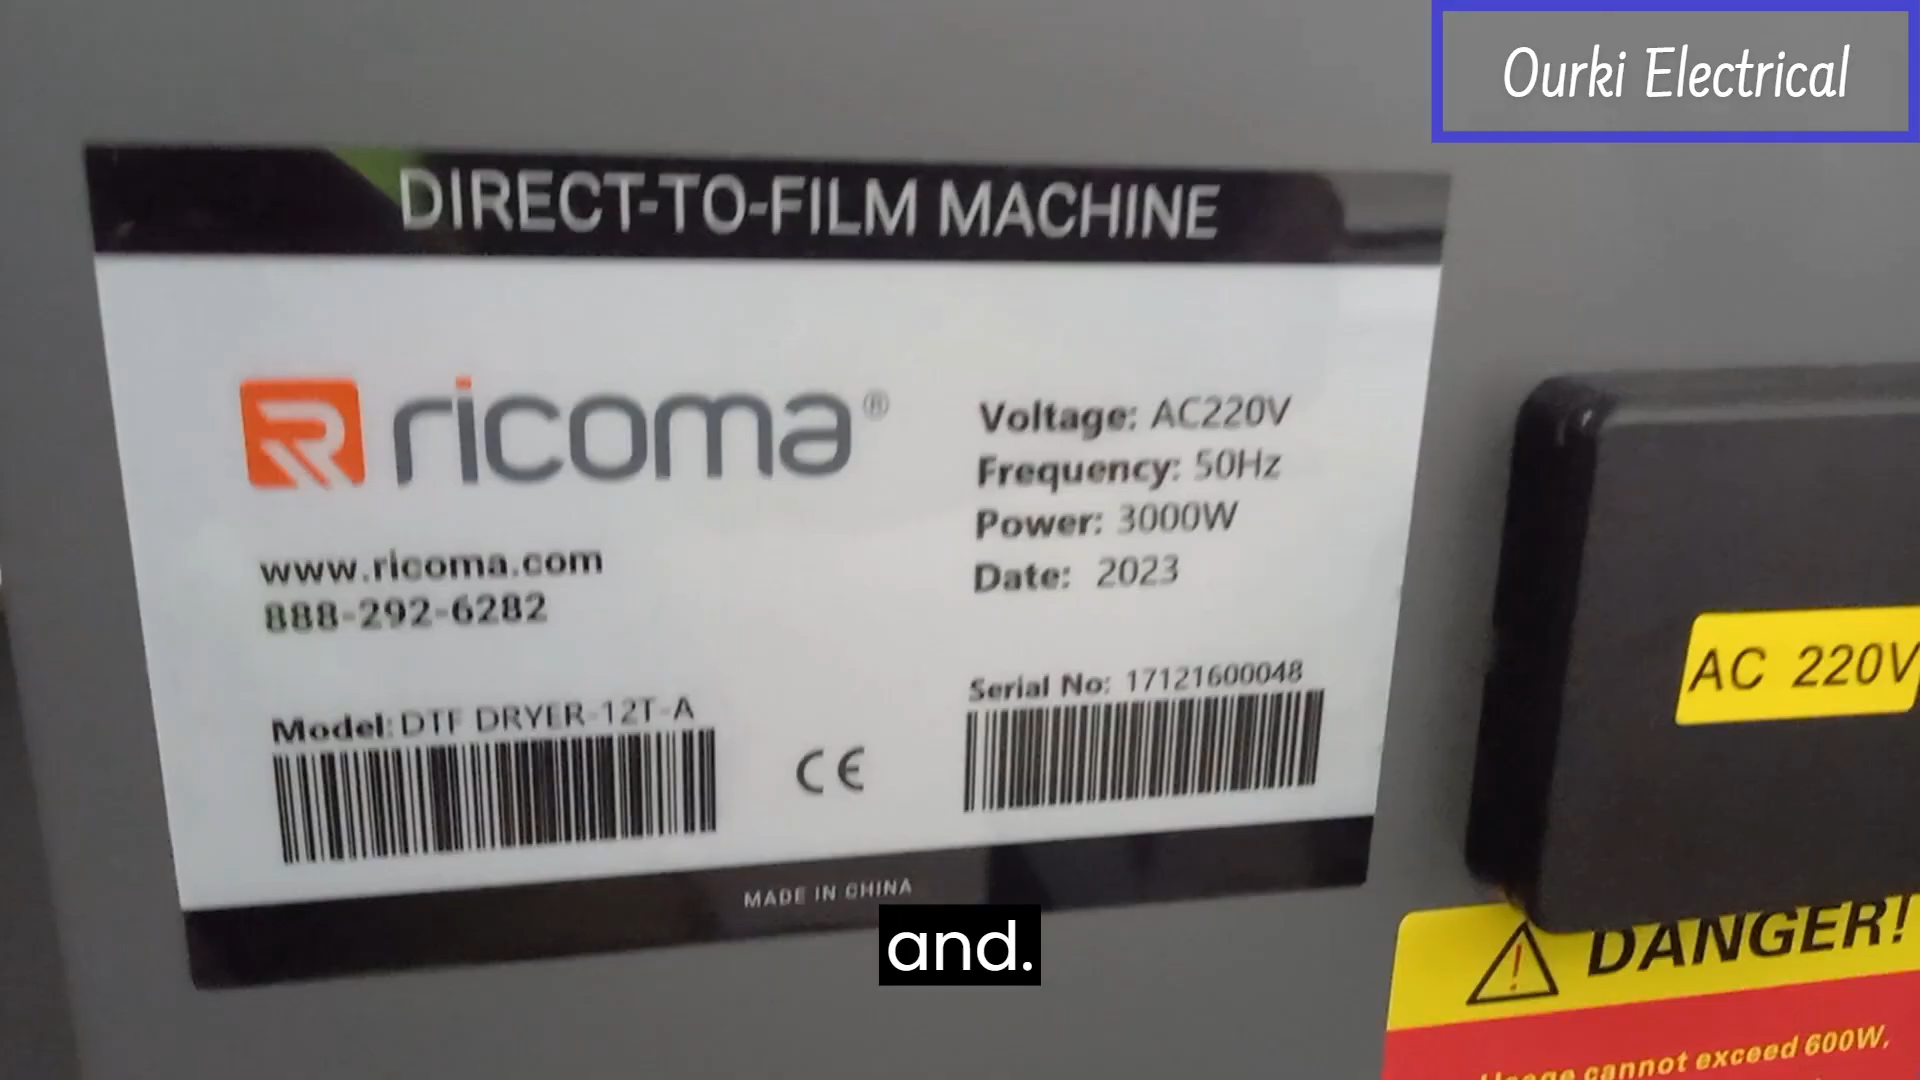 Ourki Electrical
DIRECT-TO-FILM MACHINE
ricoma®
www.ricoma.com
888-292-6282
Voltage: AC220V
Frequency: 50Hz
Power: 3000W
Date: 2023
Model: DTF DRYER-12T-A
Serial No: 17121600048
CE
MADE IN CHINA
AC 220V
DANGER!
cannot exceed 600W,
and.